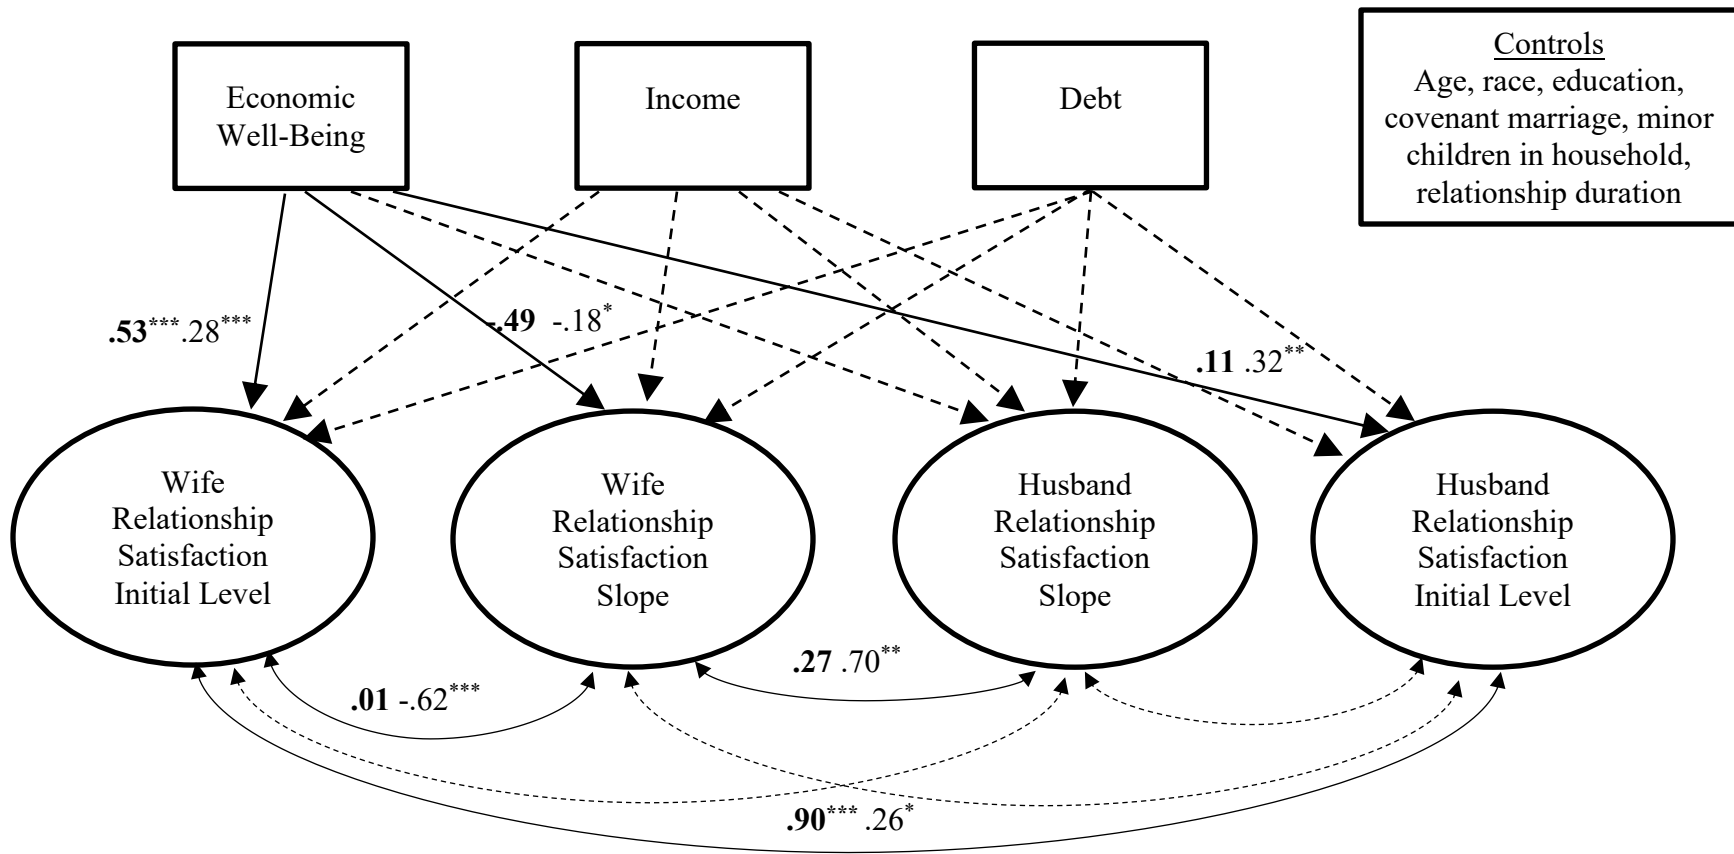 Economic
Well-Being
Income
Debt
Controls
Age, race, education,
covenant marriage, minor
children in household,
relationship duration
.53***.28***
-.49 -.18*
.11 .32**
Wife
Relationship
Satisfaction
Initial Level
Wife
Relationship
Satisfaction
Slope
Husband
Relationship
Satisfaction
Slope
Husband
Relationship
Satisfaction
Initial Level
.27 .70**
.01 -.62***
.90*** .26*